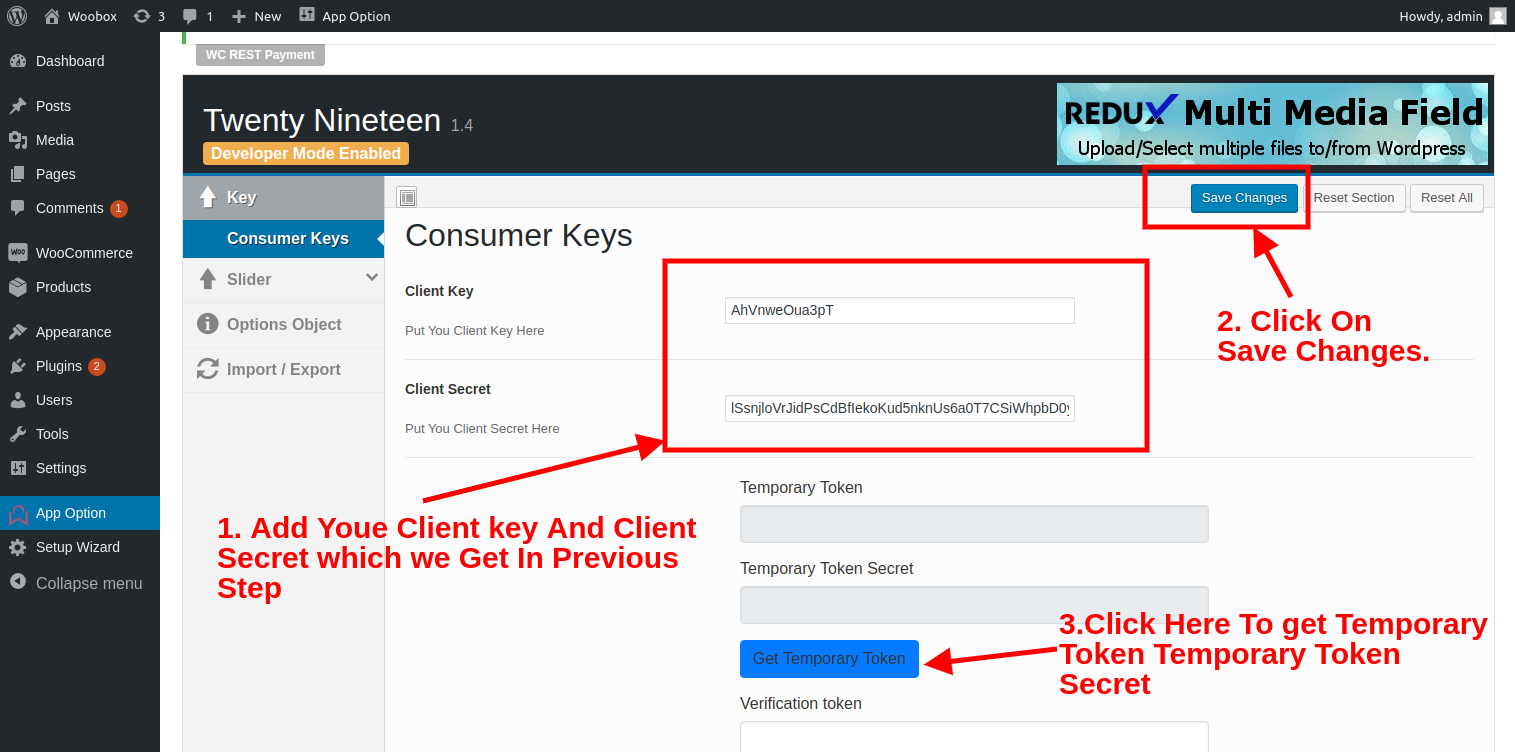 Woobox
3
1
New
App Option
Howdy, admin
Dashboard
Posts
Media
Pages
Comments 1
WooCommerce
Products
Appearance
Plugins 2
Users
Tools
Settings
App Option
Setup Wizard
Collapse menu
WC REST Payment
Twenty Nineteen 1.4
Developer Mode Enabled
REDUX Multi Media Field
Upload/Select multiple files to/from Wordpress
Key
Consumer Keys
Slider
Options Object
Import / Export
Save Changes
Reset Section
Reset All
Consumer Keys
Client Key
Put You Client Key Here
AhVnweOua3pT
Client Secret
Put You Client Secret Here
lSsnjloVrJidPsCdBfIekoKud5nknUs6a0T7CSiWhpbD0y
2. Click On
Save Changes.
1. Add Youe Client key And Client
Secret which we Get In Previous
Step
Temporary Token
Temporary Token Secret
Get Temporary Token
3.Click Here To get Temporary
Token Temporary Token
Secret
Verification token